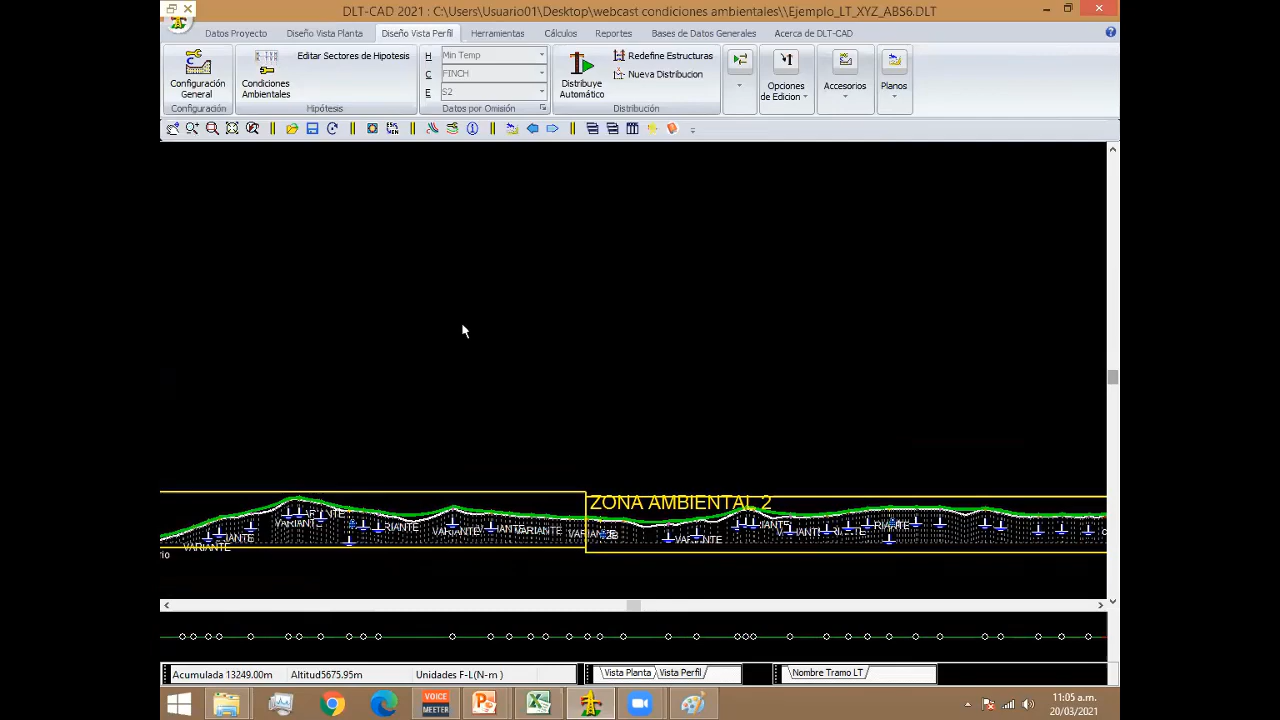 DLT-CAD 2021 : C:\Users\Usuario01\Desktop\webcast condiciones ambientales\\Ejemplo_LT_XYZ_ABS6.DLT
Datos Proyecto
Diseño Vista Planta
Diseño Vista Perfil
Herramientas
Cálculos
Reportes
Bases de Datos Generales
Acerca de DLT-CAD
Configuración General
Configuración
Condiciones Ambientales
Editar Sectores de Hipotesis
Hipótesis
H Min Temp
C FINCH
E S2
Datos por Omisión
Distribuye Automático
Redefine Estructuras
Nueva Distribucion
Distribución
Opciones de Edicion
Accesorios
Planos
ZONA AMBIENTAL 2
VARIANTE
VARIANTE
VARIANTE
Acumulada 13249.00m
Altitud5675.95m
Unidades F-L(N-m )
Vista Planta
Vista Perfil
Nombre Tramo LT
VOICE MEETER
11:05 a.m.
20/03/2021